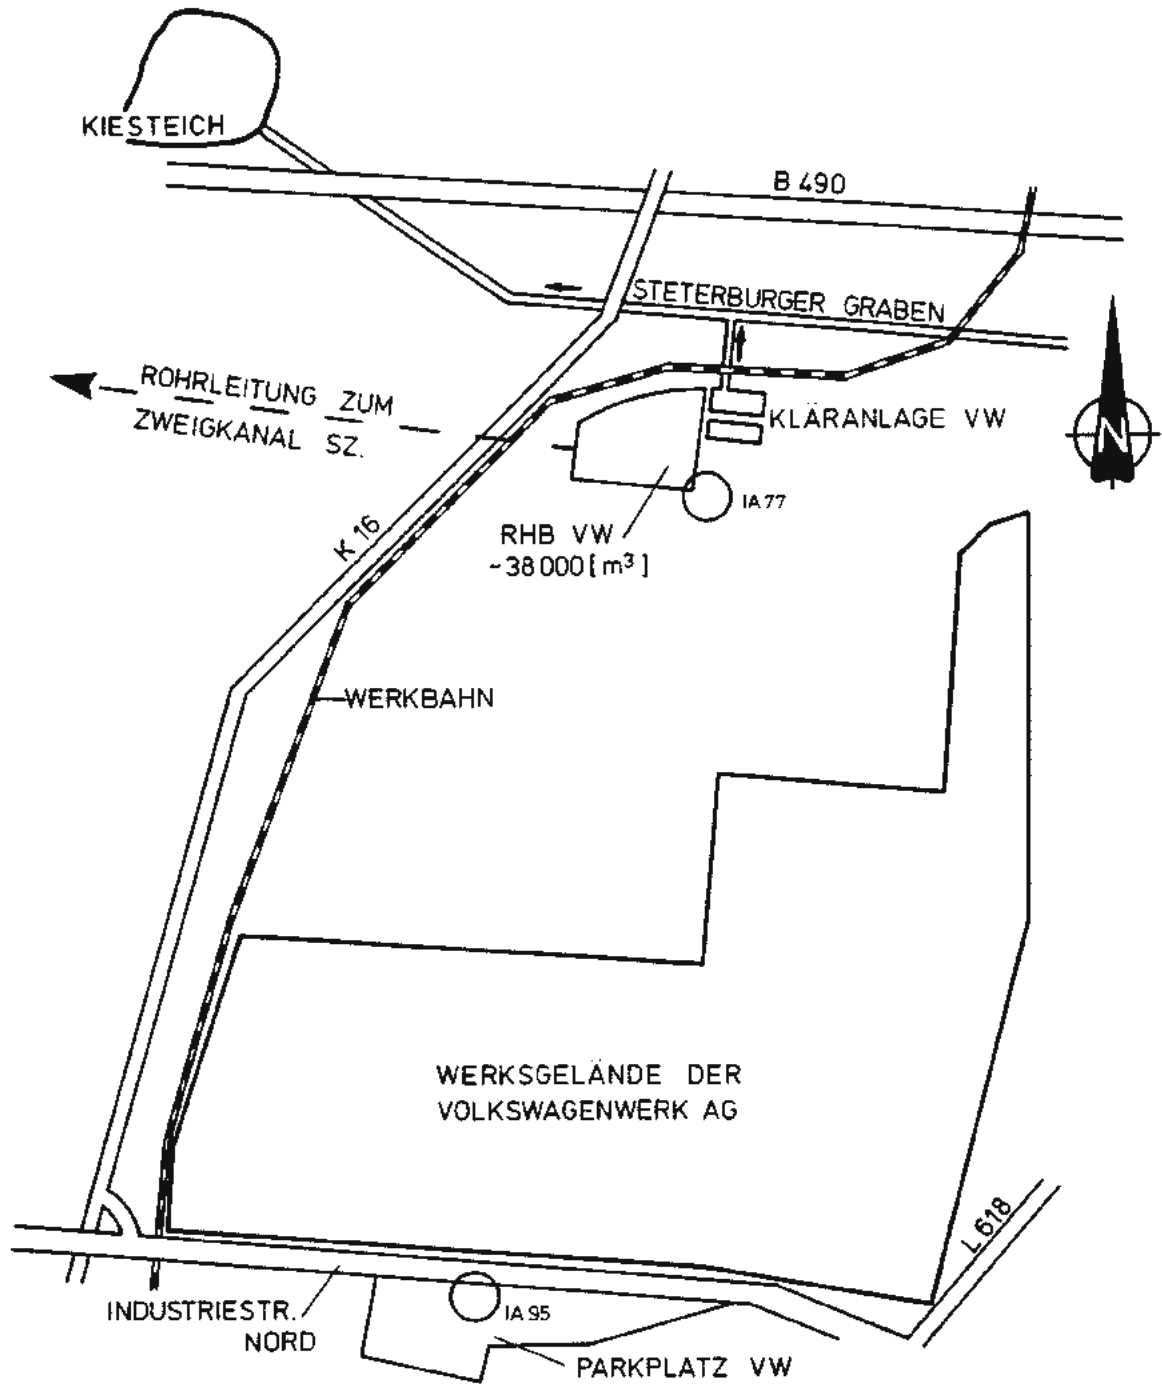 KIESTEICH
B 490
STETERBURGER GRABEN
ROHRLEITUNG ZUM
ZWEIGKANAL SZ.
KLÄRANLAGE VW
N
IA 77
RHB VW
~38 000 [m³]
K 16
WERKBAHN
WERKSGELÄNDE DER
VOLKSWAGENWERK AG
L 618
INDUSTRIESTR.
NORD
IA 95
PARKPLATZ VW